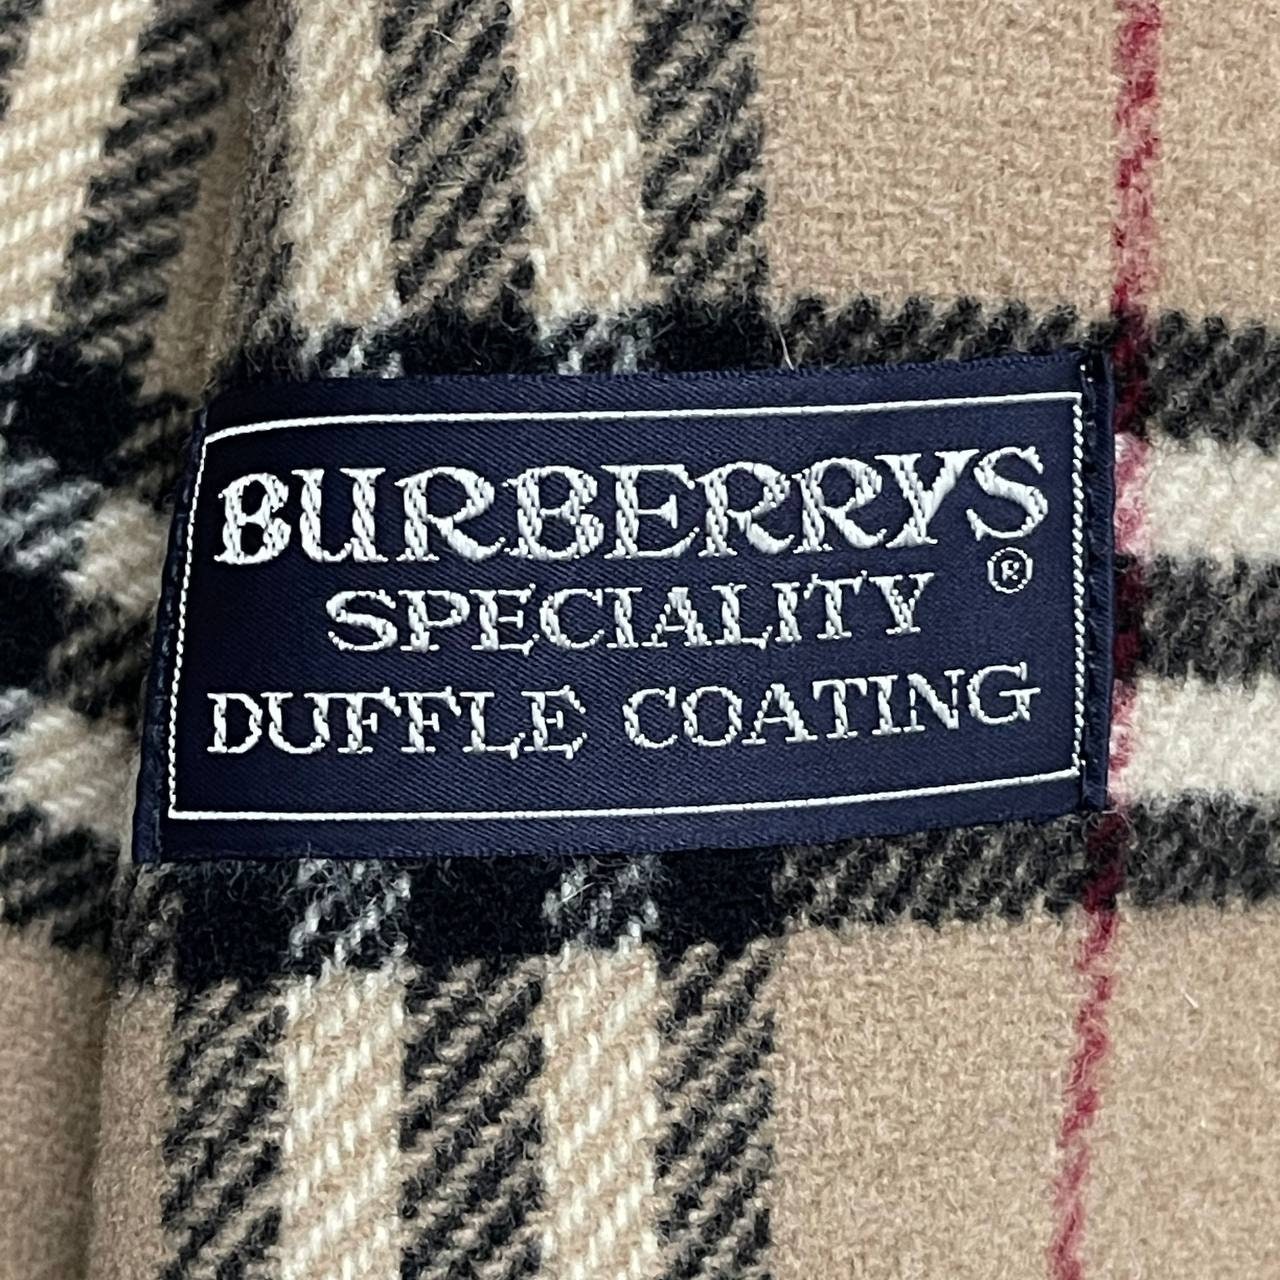 BURBERRYS
®
SPECIALITY
DUFFLE COATING